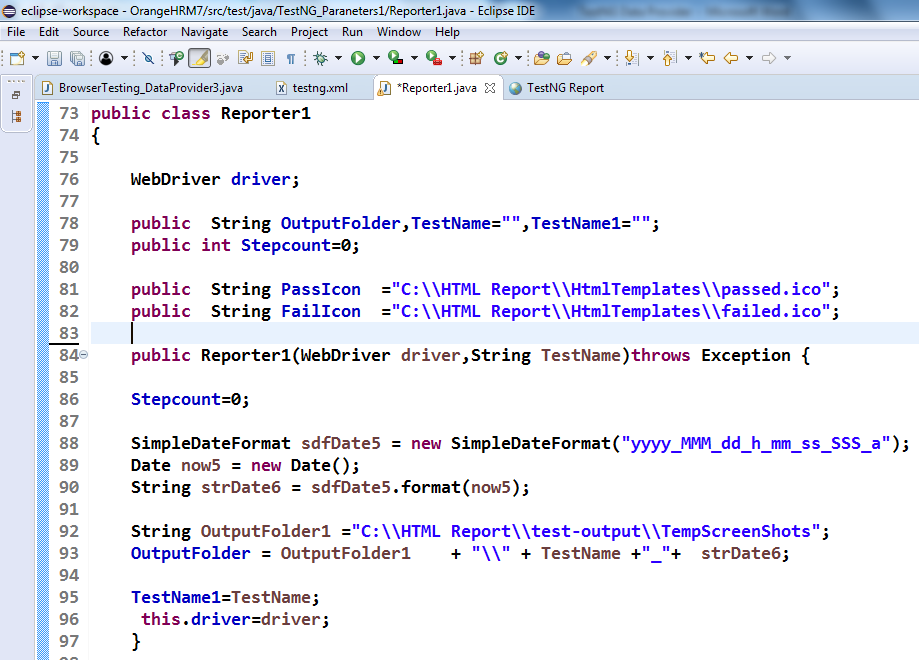 eclipse-workspace - OrangeHRM7/src/test/java/TestNG_Paraneters1/Reporter1.java - Eclipse IDE
File Edit Source Refactor Navigate Search Project Run Window Help
BrowserTesting_DataProvider3.java testng.xml *Reporter1.java TestNG Report
73 public class Reporter1
74 {
75
76 WebDriver driver;
77
78 public  String OutputFolder,TestName="",TestName1="";
79 public int Stepcount=0;
80
81 public  String PassIcon  ="C:\\HTML Report\\HtmlTemplates\\passed.ico";
82 public  String FailIcon  ="C:\\HTML Report\\HtmlTemplates\\failed.ico";
83
84 public Reporter1(WebDriver driver,String TestName)throws Exception {
85
86 Stepcount=0;
87
88 SimpleDateFormat sdfDate5 = new SimpleDateFormat("yyyy_MMM_dd_h_mm_ss_SSS_a");
89 Date now5 = new Date();
90 String strDate6 = sdfDate5.format(now5);
91
92 String OutputFolder1 ="C:\\HTML Report\\test-output\\TempScreenShots";
93 OutputFolder = OutputFolder1    + "\\" + TestName +"_"+  strDate6;
94
95 TestName1=TestName;
96 this.driver=driver;
97 }